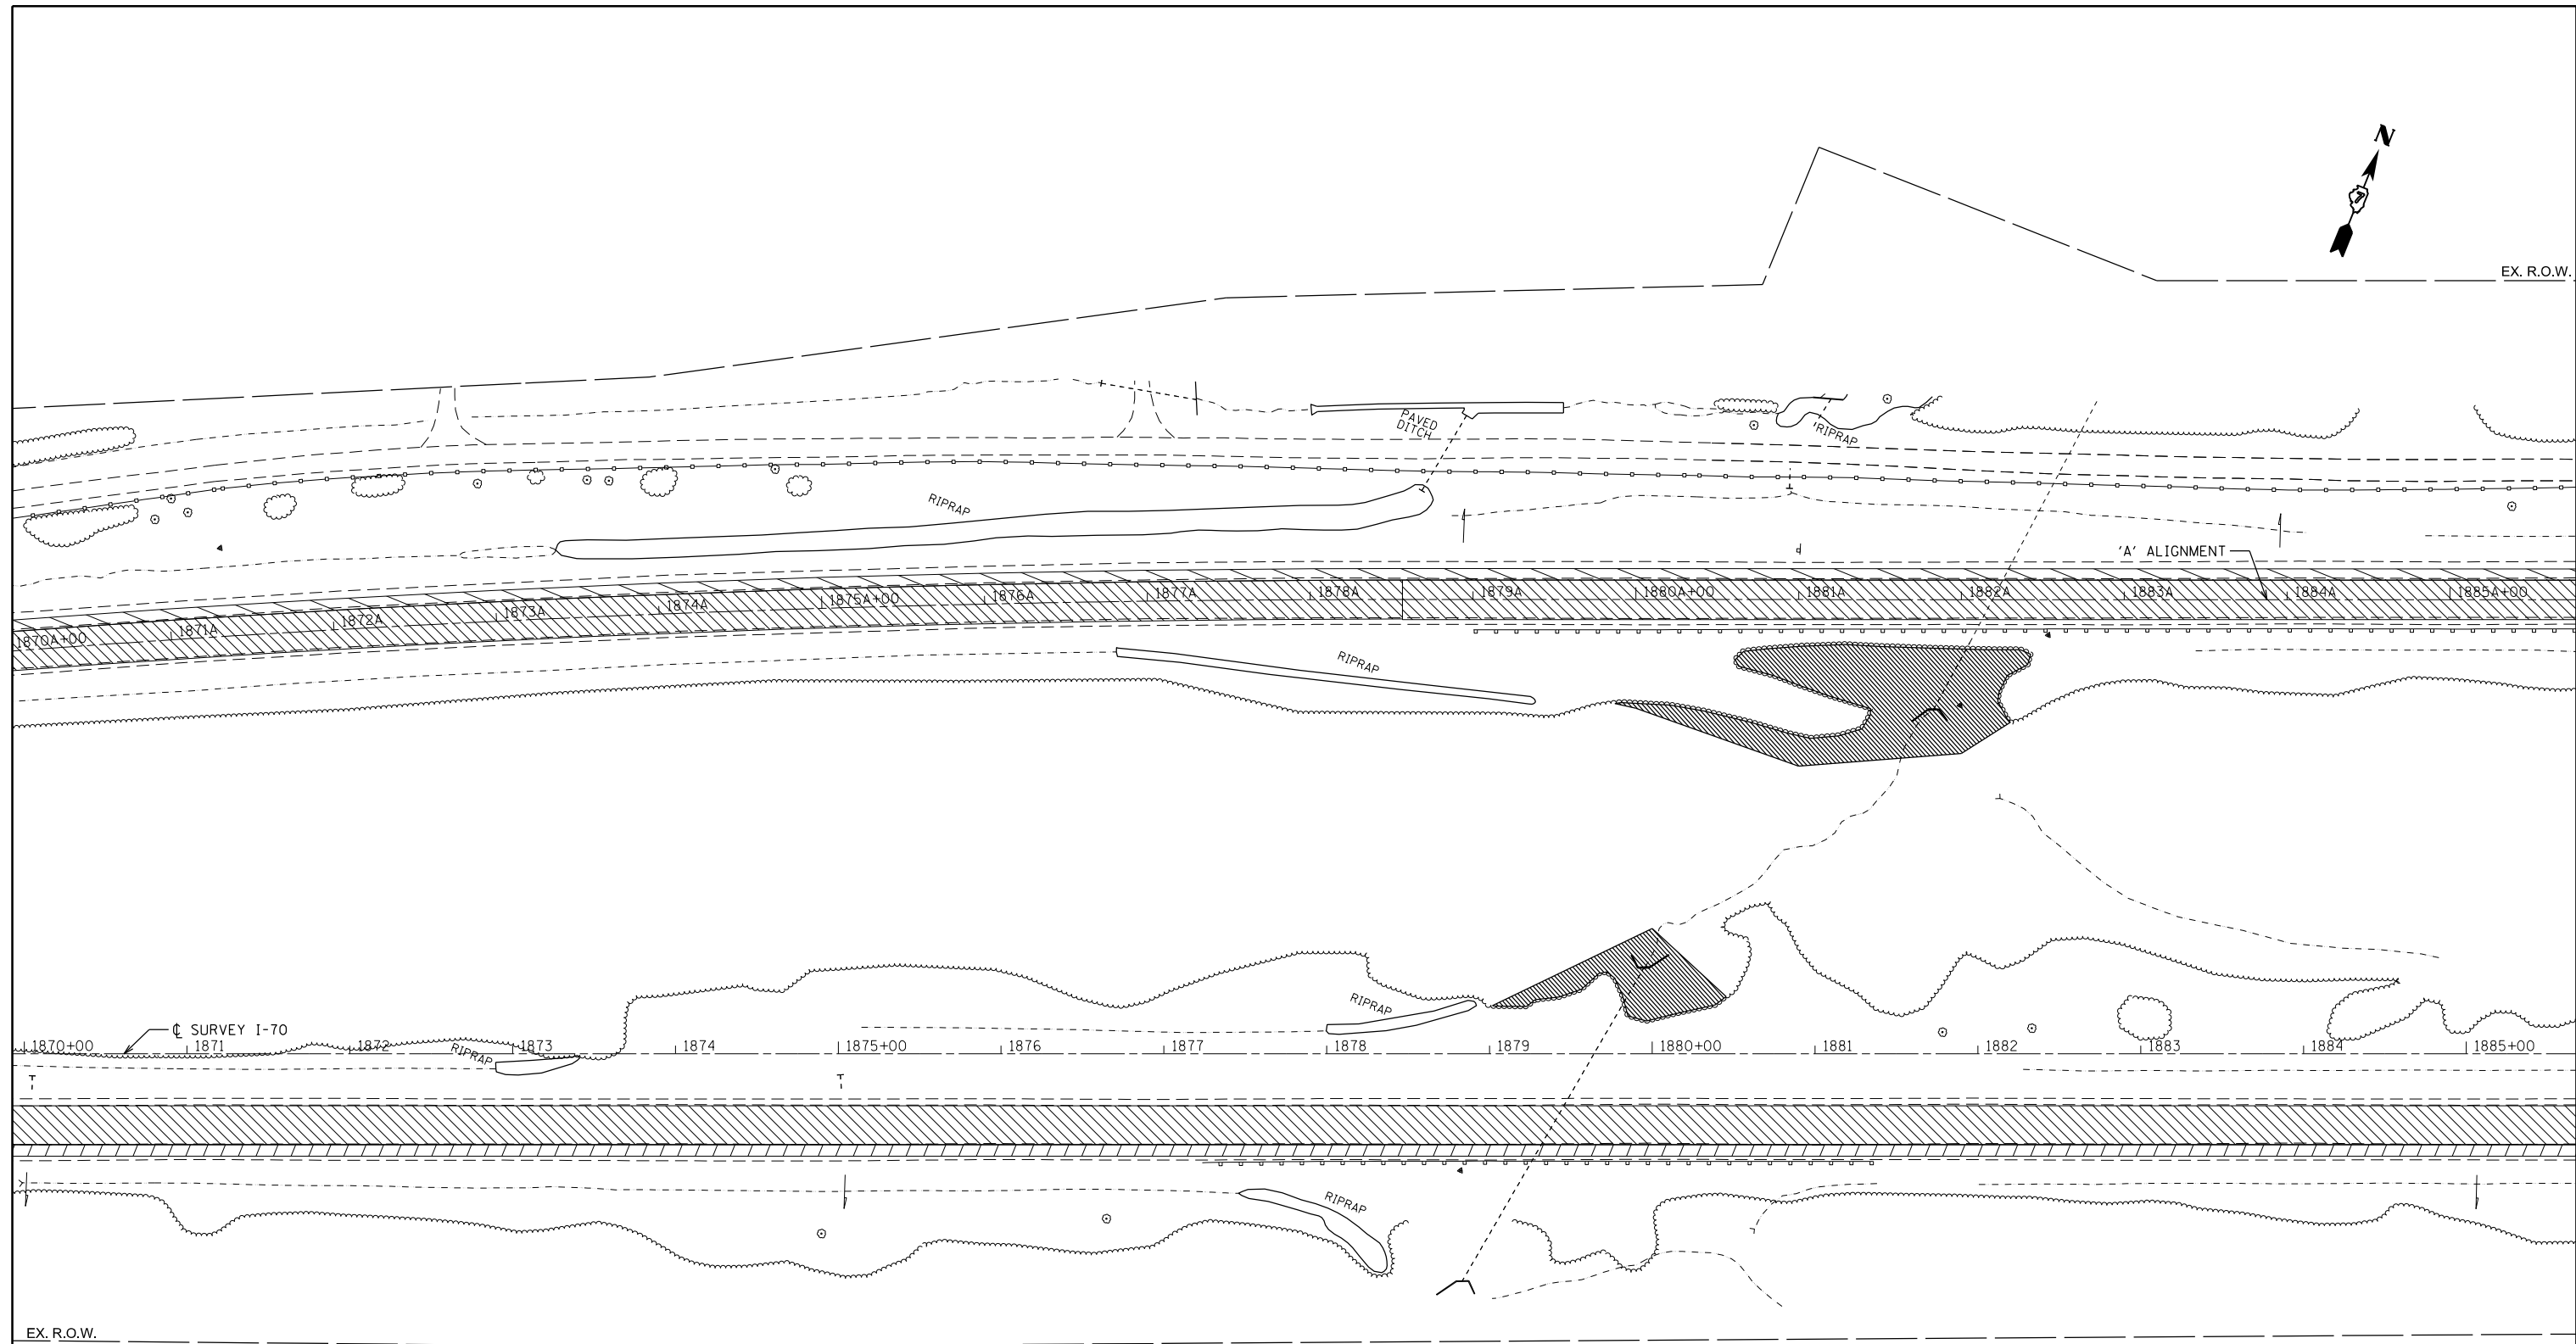 N
7
EX. R.O.W.
PAVED
DITCH
RIPRAP
RIPRAP
'A' ALIGNMENT
1870A+00
1871A
1872A
1873A
1874A
1875A+00
1876A
1877A
1878A
1879A
1880A+00
1881A
1882A
1883A
1884A
1885A+00
RIPRAP
RIPRAP
℄ SURVEY I-70
1870+00
1871
1872
RIPRAP
1873
1874
1875+00
1876
1877
1878
1879
1880+00
1881
1882
1883
1884
1885+00
RIPRAP
EX. R.O.W.